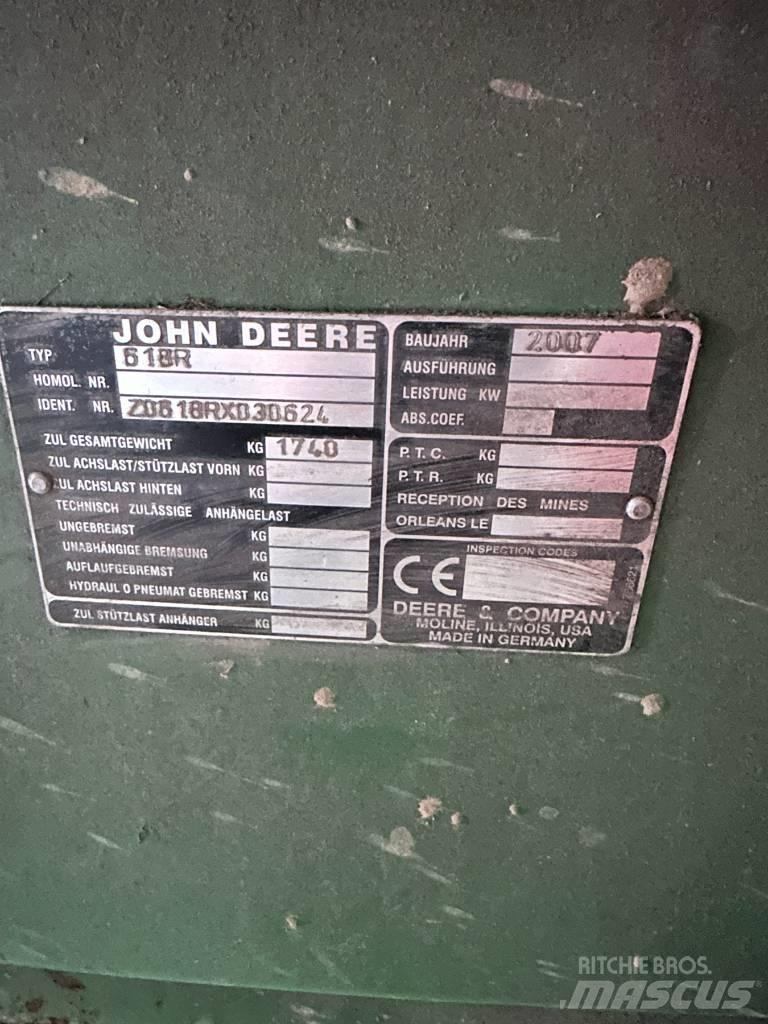 JOHN DEERE
TYP 618R
HOMOL. NR.
IDENT. NR. Z0618RX030624
ZUL GESAMTGEWICHT KG 1740
ZUL ACHSLAST/STÜTZLAST VORN KG
ZUL ACHSLAST HINTEN KG
TECHNISCH ZULÄSSIGE ANHÄNGELAST
UNGEBREMST KG
UNABHÄNGIGE BREMSUNG KG
AUFLAUFGEBREMST KG
HYDRAUL O PNEUMAT GEBREMST KG
ZUL STÜTZLAST ANHÄNGER KG
BAUJAHR 2007
AUSFÜHRUNG
LEISTUNG KW
ABS.COEF.
P.T.C. KG
P.T.R. KG
RECEPTION DES MINES
ORLEANS LE
INSPECTION CODES
CE
DEERE & COMPANY
MOLINE, ILLINOIS, USA
MADE IN GERMANY
RITCHIE BROS.
MASCUS